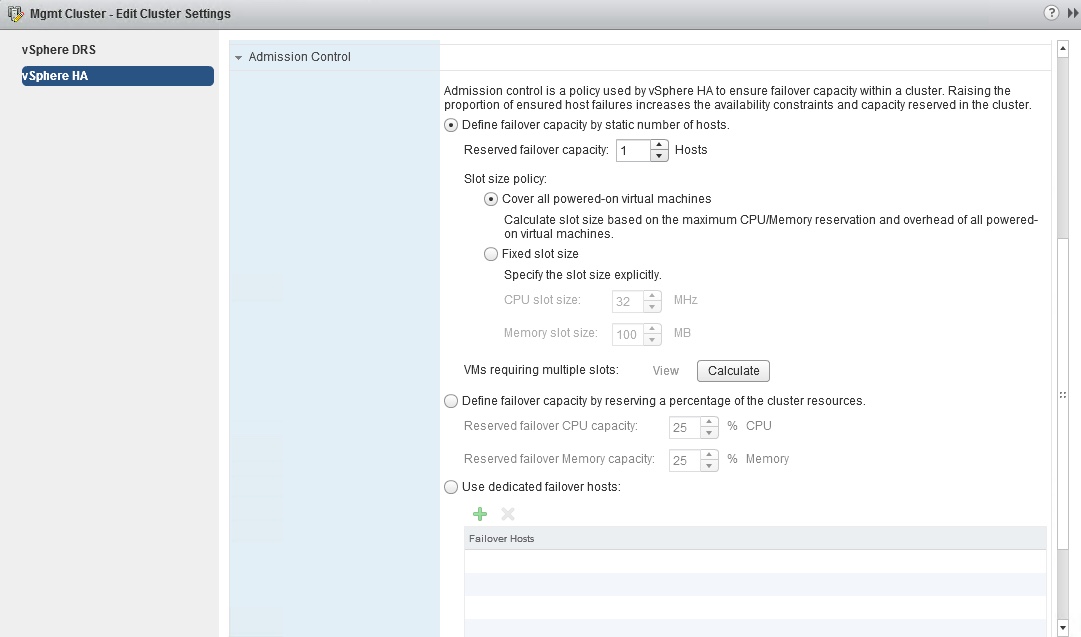 Mgmt Cluster - Edit Cluster Settings
?
vSphere DRS
vSphere HA
Admission Control
Admission control is a policy used by vSphere HA to ensure failover capacity within a cluster. Raising the
proportion of ensured host failures increases the availability constraints and capacity reserved in the cluster.
Define failover capacity by static number of hosts.
Reserved failover capacity: 1 Hosts
Slot size policy:
Cover all powered-on virtual machines
Calculate slot size based on the maximum CPU/Memory reservation and overhead of all powered-
on virtual machines.
Fixed slot size
Specify the slot size explicitly.
CPU slot size: 32 MHz
Memory slot size: 100 MB
VMs requiring multiple slots: View Calculate
Define failover capacity by reserving a percentage of the cluster resources.
Reserved failover CPU capacity: 25 % CPU
Reserved failover Memory capacity: 25 % Memory
Use dedicated failover hosts:
Failover Hosts